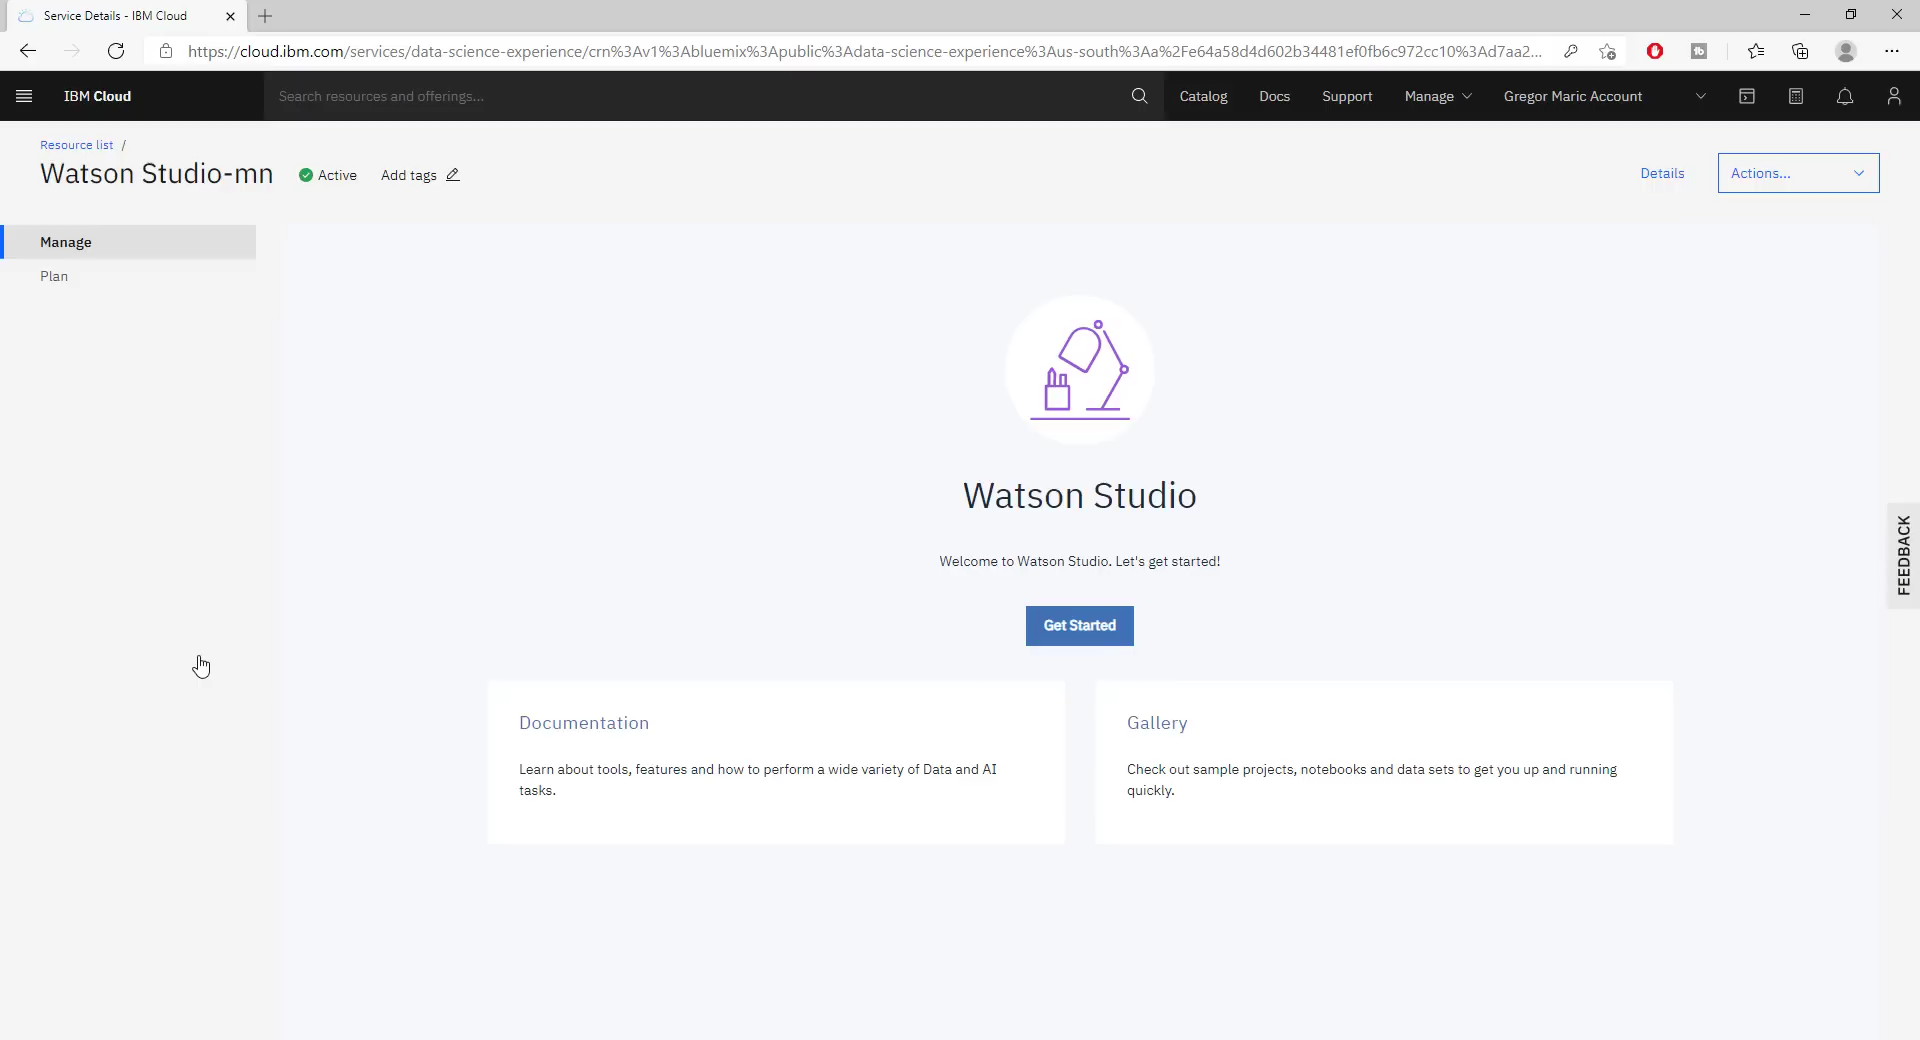 Service Details - IBM Cloud
https://cloud.ibm.com/services/data-science-experience/crn%3Av1%3Abluemix%3Apublic%3Adata-science-experience%3Aus-south%3Aa%2Fe64a58d4d602b34481ef0fb6c972cc10%3Ad7aa2...
IBM Cloud
Search resources and offerings...
Catalog
Docs
Support
Manage
Gregor Maric Account
Resource list /
Watson Studio-mn
Active
Add tags
Details
Actions...
Manage
Plan
Watson Studio
Welcome to Watson Studio. Let's get started!
Get Started
FEEDBACK
Documentation
Learn about tools, features and how to perform a wide variety of Data and AI
tasks.
Gallery
Check out sample projects, notebooks and data sets to get you up and running
quickly.